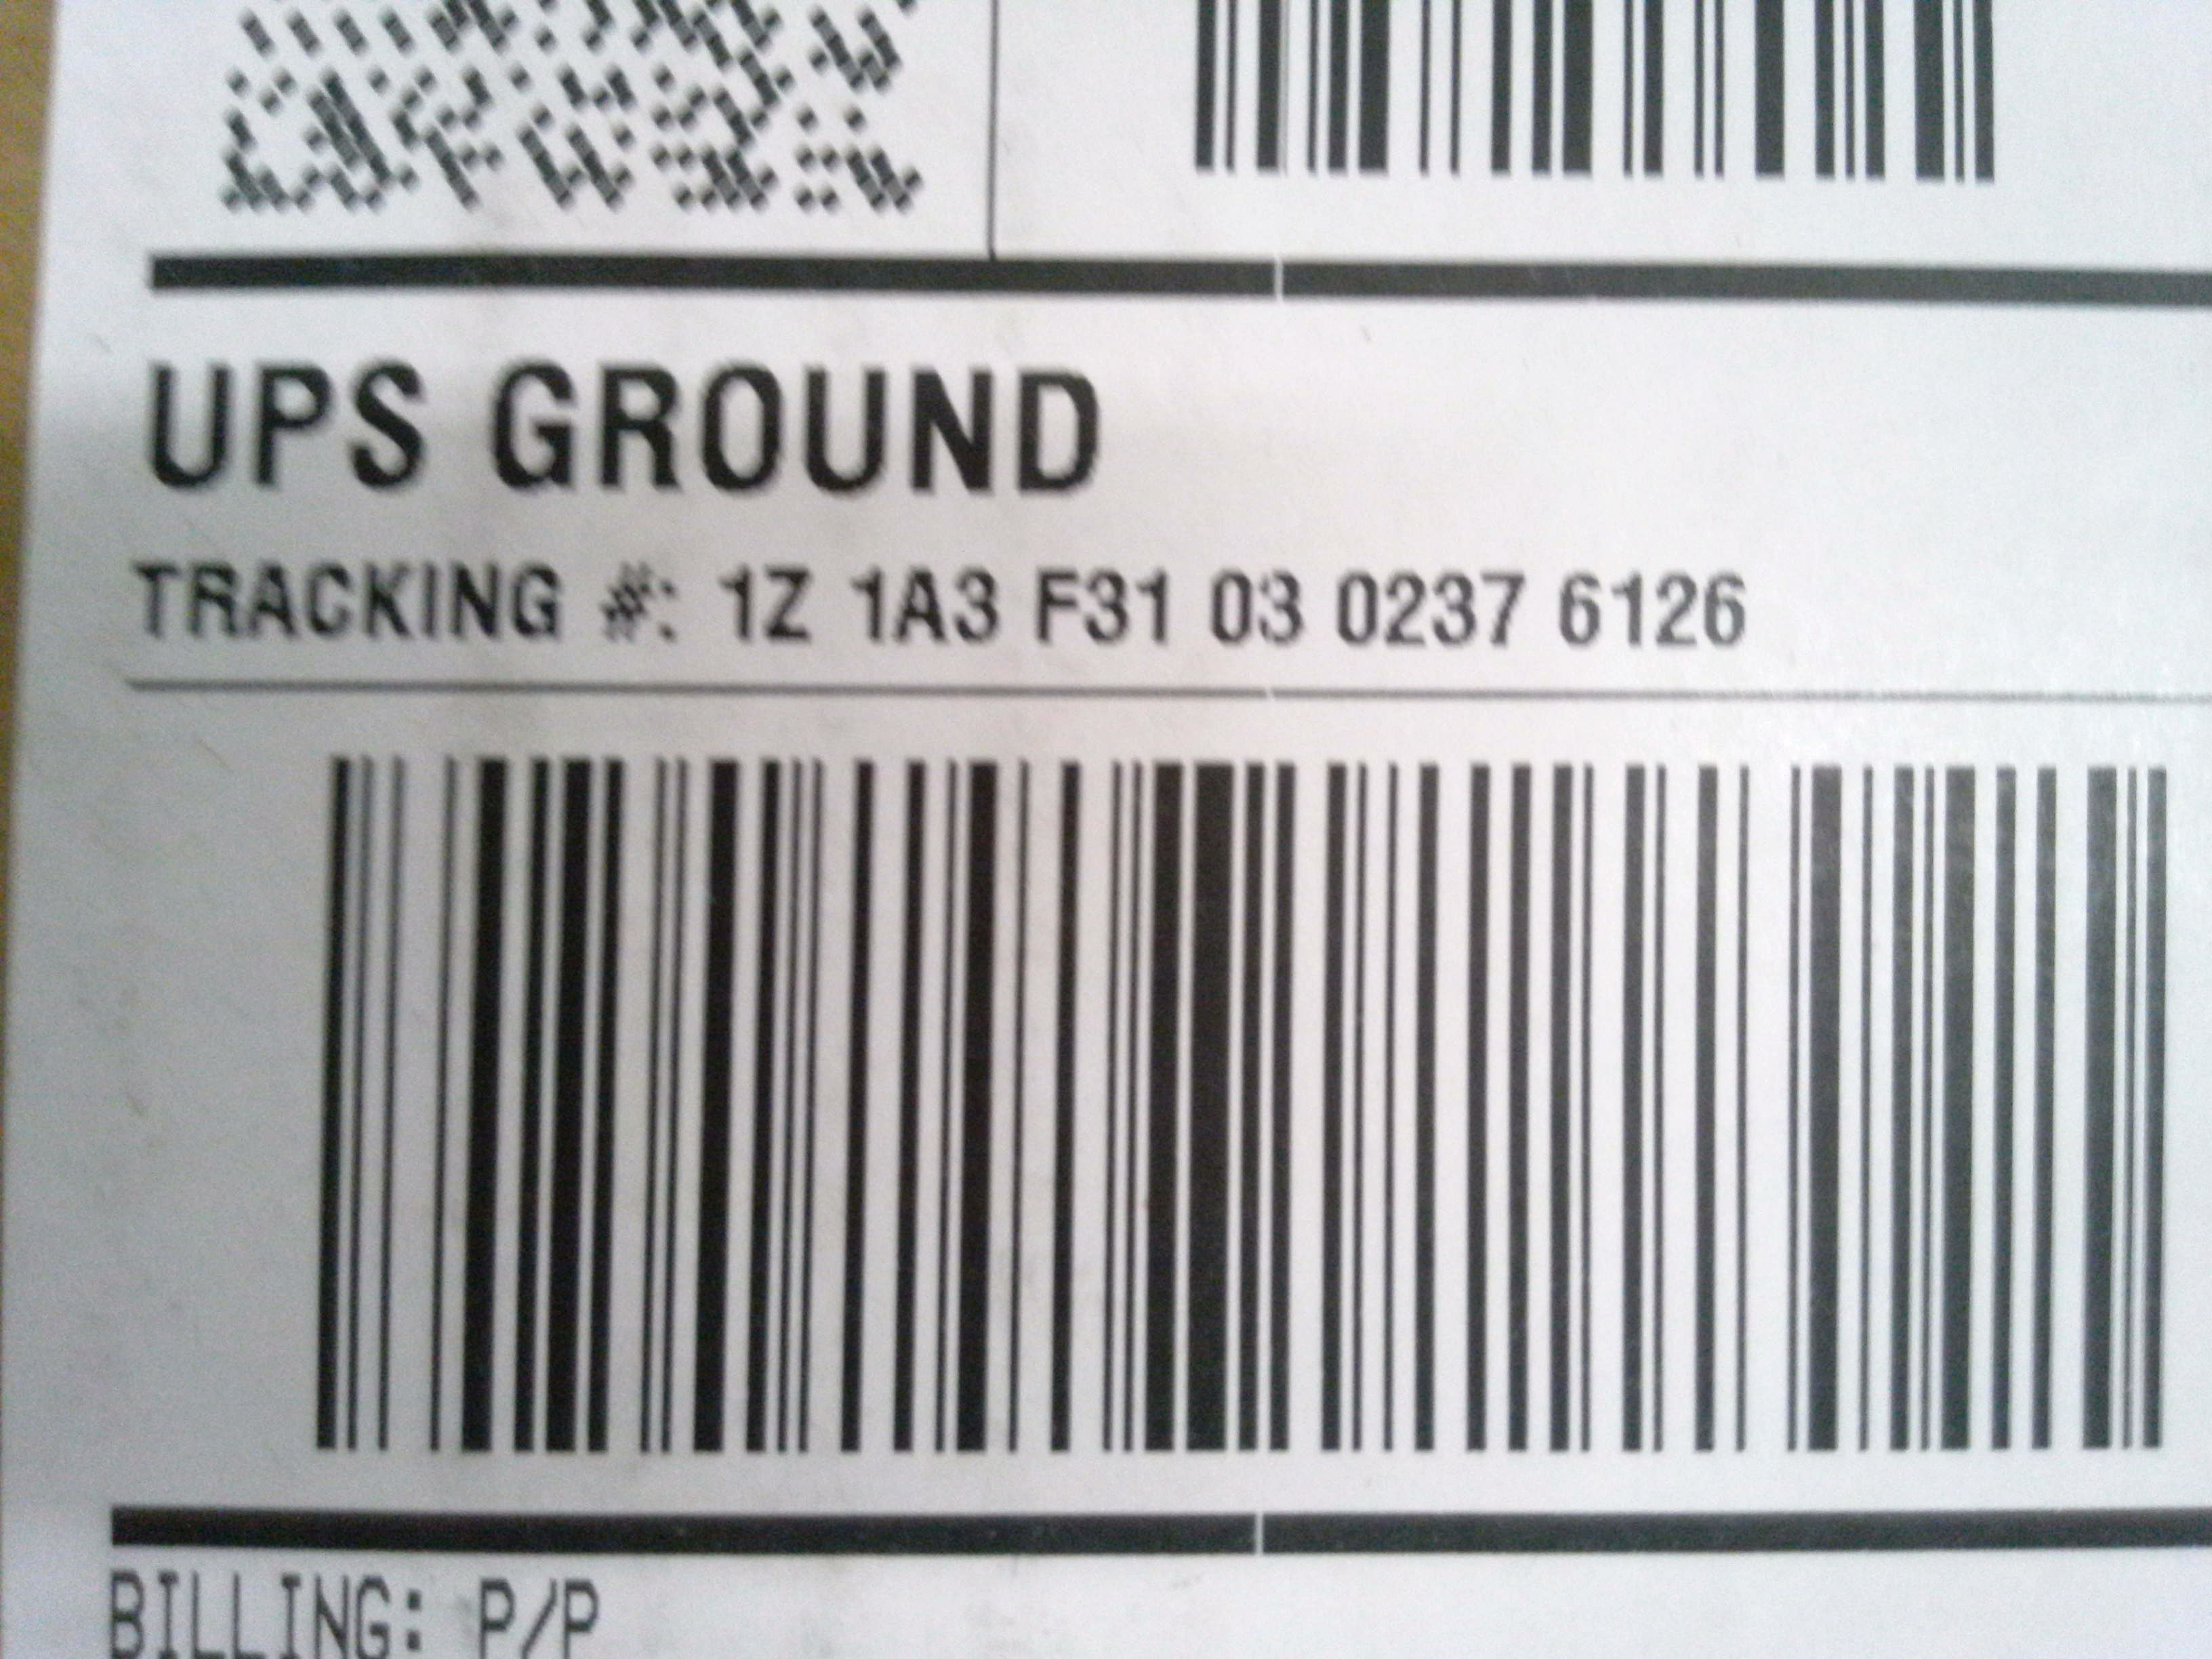 UPS GROUND
TRACKING #: 1Z 1A3 F31 03 0237 6126
BILLING: P/P